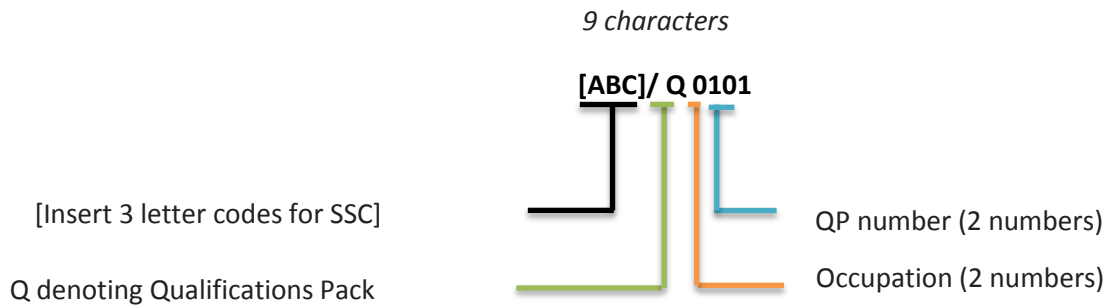 9 characters
[ABC]/ Q 0101
[Insert 3 letter codes for SSC]
QP number (2 numbers)
Q denoting Qualifications Pack
Occupation (2 numbers)